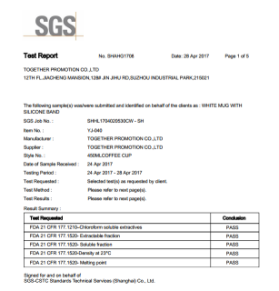 SGS
Test Report No. SHAHG1708 Date: 28 Apr 2017 Page 1 of 5
TOGETHER PROMOTION CO.,LTD
12TH FL,JIACHENG MANSION,128# JIN JIHU RD,SUZHOU INDUSTRIAL PARK,215021
The following sample(s) was/were submitted and identified on behalf of the clients as : WHITE MUG WITH
SILICONE BAND
SGS Job No. : SHHL1704020530CW - SH
Item No. : YJ-040
Manufacturer : TOGETHER PROMOTION CO.,LTD
Supplier : TOGETHER PROMOTION CO.,LTD
Style No. : 450ML COFFEE CUP
Date of Sample Received : 24 Apr 2017
Testing Period : 24 Apr 2017 - 28 Apr 2017
Test Requested : Selected test(s) as requested by client.
Test Method : Please refer to next page(s).
Results : Please refer to next page(s).
Result Summary :
Test Requested Conclusion
FDA 21 CFR 177.1210-Chloroform soluble extractives PASS
FDA 21 CFR 177.1520- Extractable fraction PASS
FDA 21 CFR 177.1520- Soluble fraction PASS
FDA 21 CFR 177.1520-Density at 23°C PASS
FDA 21 CFR 177.1520- Melting point PASS
Signed for and on behalf of
SGS-CSTC Standards Technical Services (Shanghai) Co., Ltd.